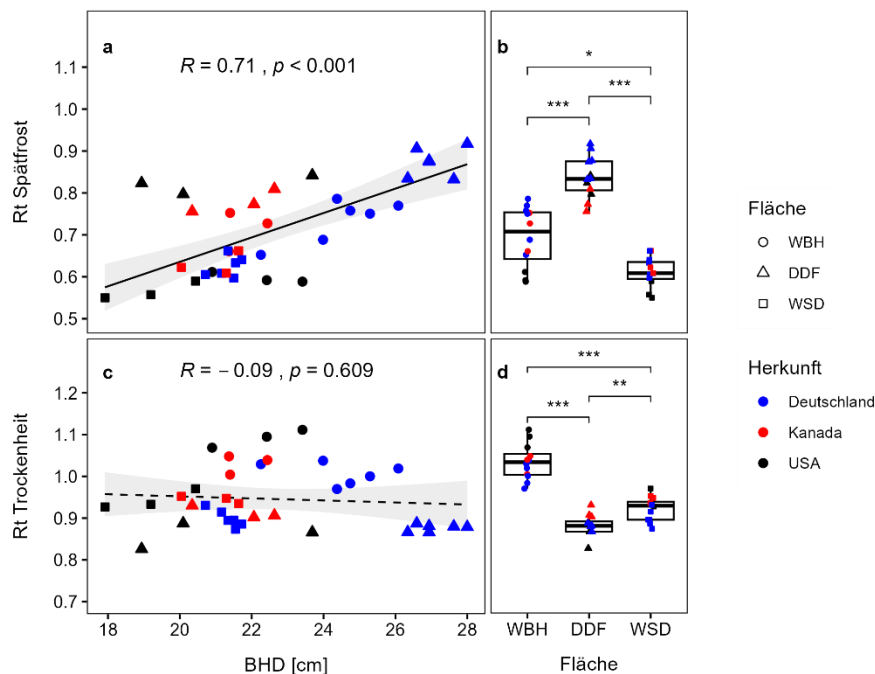 a
R = 0.71 , p < 0.001
b
*
***
***
1.1
1.0
0.9
0.8
0.7
0.6
0.5
Rt Spätfrost
Fläche
WBH
DDF
WSD
c
R = − 0.09 , p = 0.609
d
***
**
***
1.2
1.1
1.0
0.9
0.8
0.7
Rt Trockenheit
Herkunft
Deutschland
Kanada
USA
18 20 22 24 26 28
WBH DDF WSD
BHD [cm]
Fläche